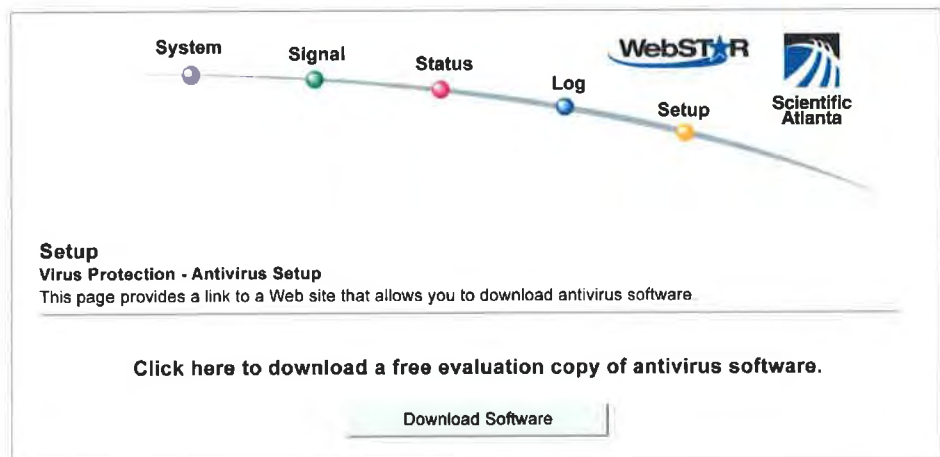 System
Signal
Status
Log
Setup
WebSTAR
Scientific
Atlanta
Setup
Virus Protection - Antivirus Setup
This page provides a link to a Web site that allows you to download antivirus software.
Click here to download a free evaluation copy of antivirus software.
Download Software